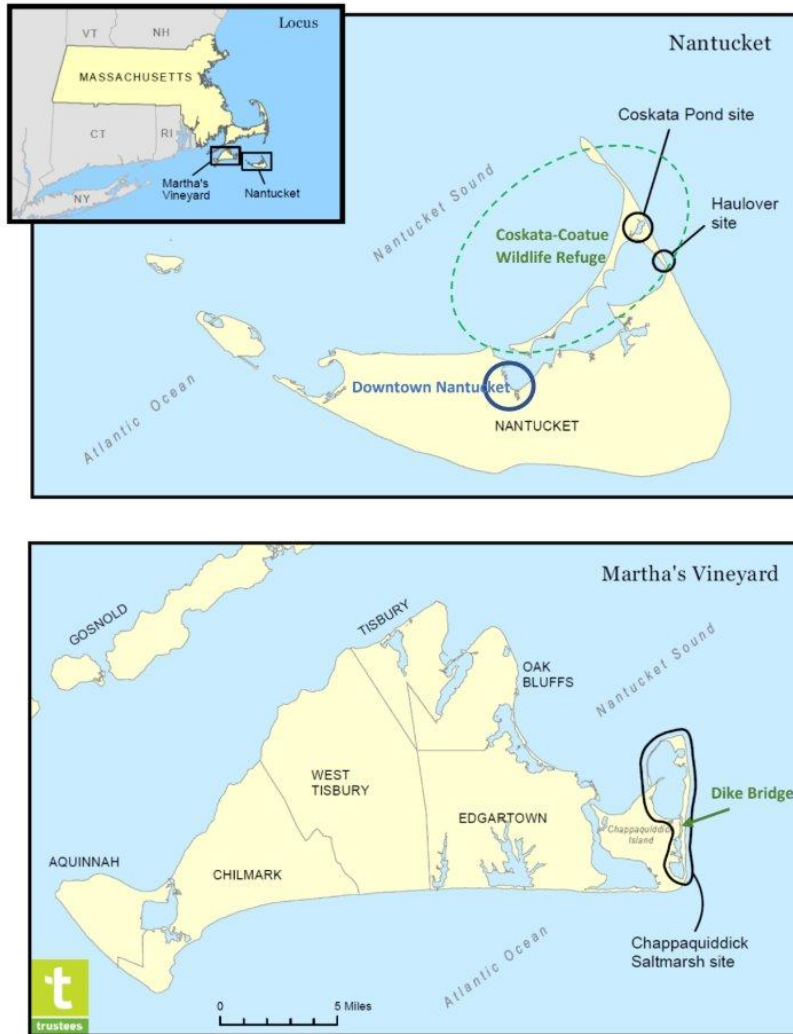 Locus
VT
NH
MASSACHUSETTS
CT
RI
NY
Martha's
Vineyard
Nantucket
Nantucket
Coskata Pond site
Nantucket Sound
Haulover
site
Coskata-Coatue
Wildlife Refuge
Atlantic Ocean
Downtown Nantucket
NANTUCKET
Martha's Vineyard
GOSNOLD
TISBURY
OAK
BLUFFS
Nantucket Sound
WEST
TISBURY
Dike Bridge
EDGARTOWN
Chappaquiddic
Island
AQUINNAH
CHILMARK
Chappaquiddick
Saltmarsh site
Atlantic Ocean
0
5 Miles
t
trustees